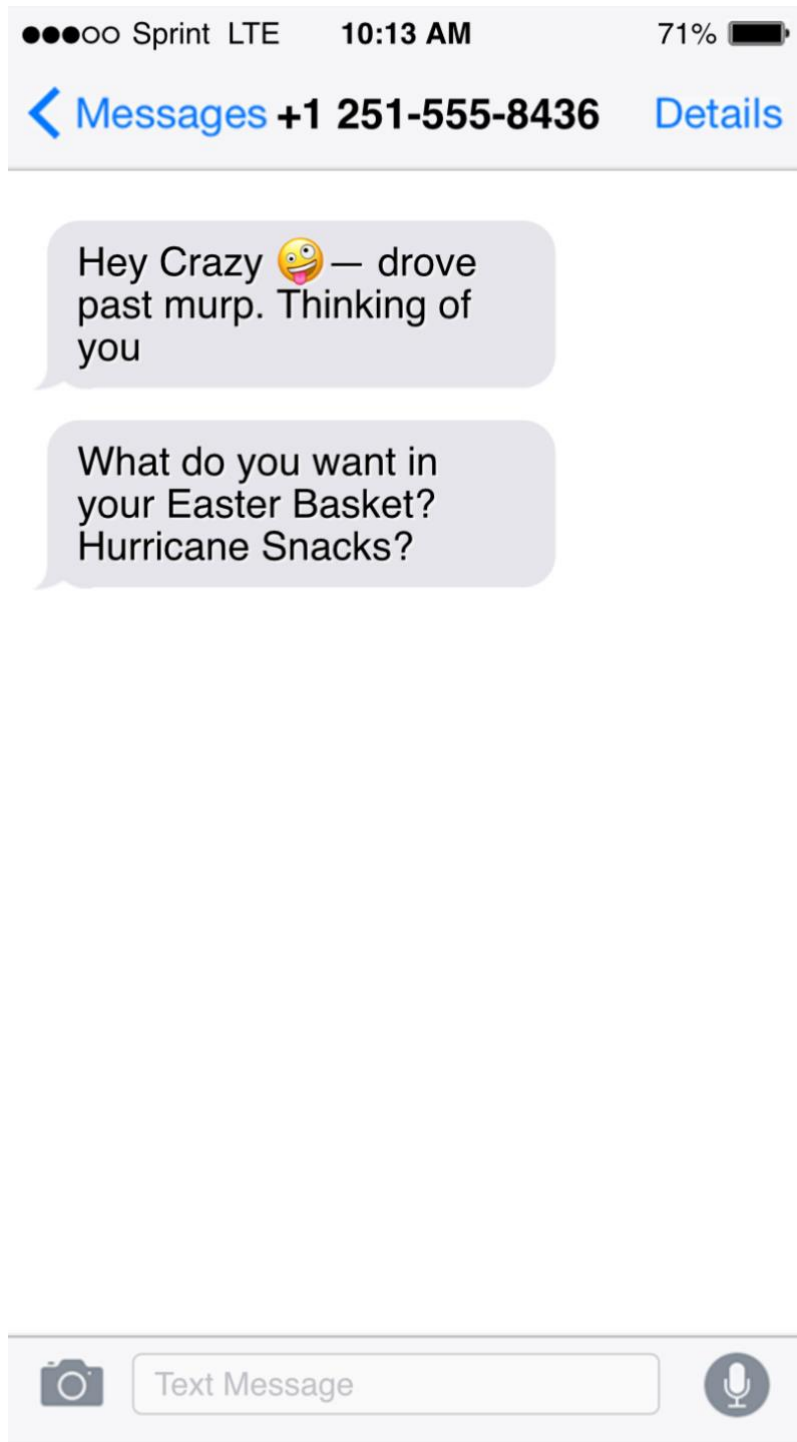 Sprint LTE 10:13 AM 71%
Messages +1 251-555-8436 Details
Hey Crazy 🤪— drove
past murp. Thinking of
you
What do you want in
your Easter Basket?
Hurricane Snacks?
Text Message